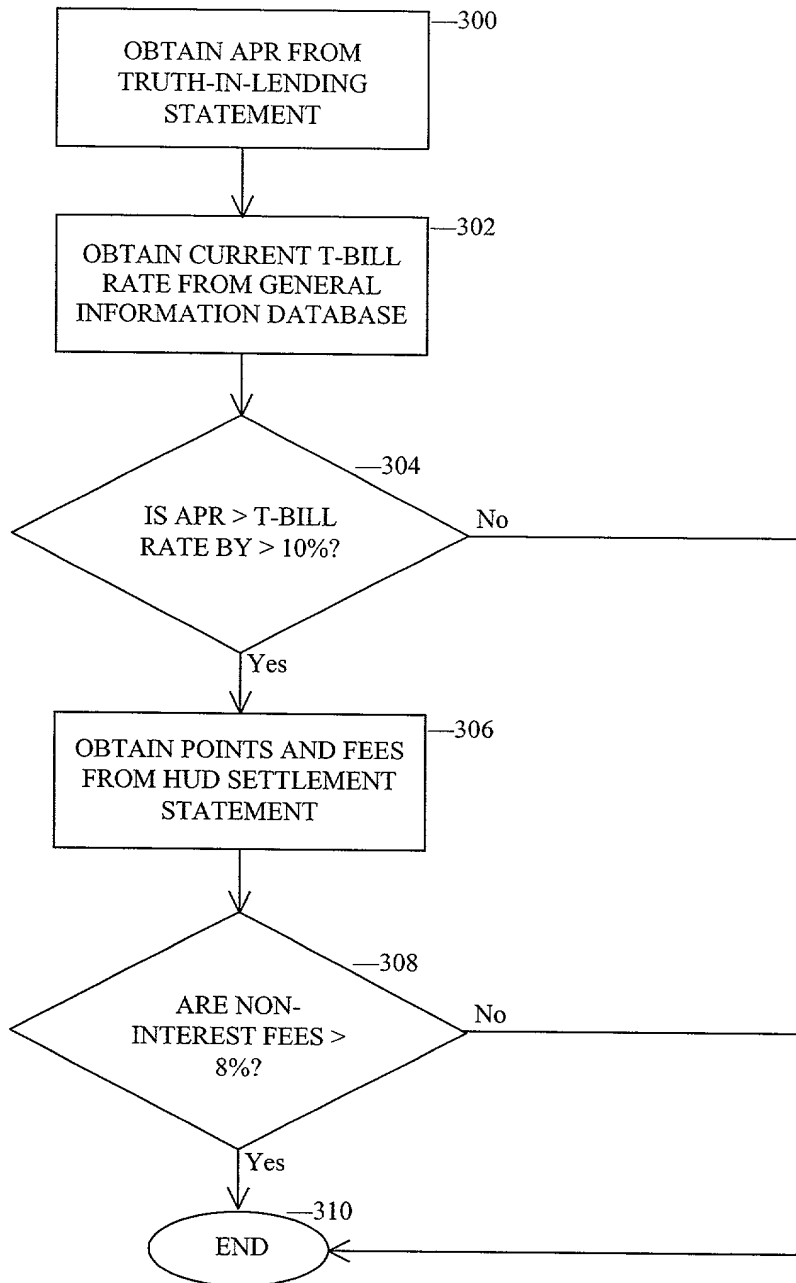 300
OBTAIN APR FROM
TRUTH-IN-LENDING
STATEMENT
302
OBTAIN CURRENT T-BILL
RATE FROM GENERAL
INFORMATION DATABASE
304
IS APR > T-BILL
RATE BY > 10%?
No
Yes
306
OBTAIN POINTS AND FEES
FROM HUD SETTLEMENT
STATEMENT
308
ARE NON-
INTEREST FEES >
8%?
No
Yes
310
END